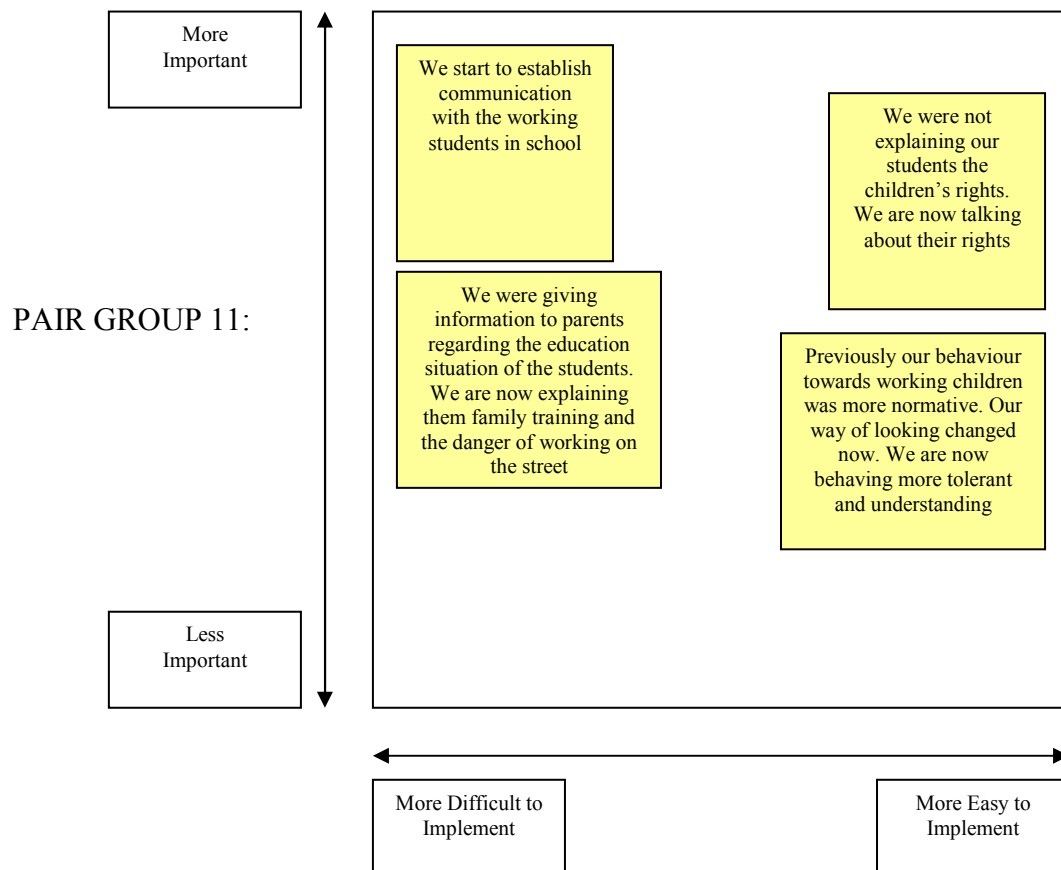 More
Important
We start to establish
communication
with the working
students in school
We were not
explaining our
students the
children’s rights.
We are now talking
about their rights
PAIR GROUP 11:
We were giving
information to parents
regarding the education
situation of the students.
We are now explaining
them family training and
the danger of working on
the street
Previously our behaviour
towards working children
was more normative. Our
way of looking changed
now. We are now
behaving more tolerant
and understanding
Less
Important
More Difficult to
Implement
More Easy to
Implement